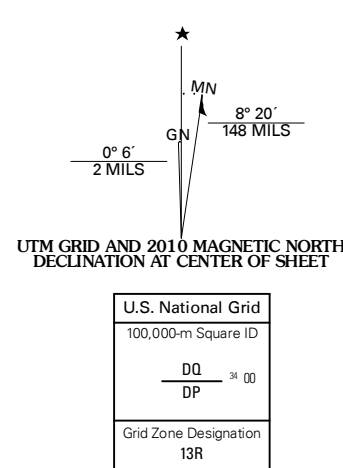 ★
MN
8° 20´
148 MILS
GN
0° 6´
2 MILS
UTM GRID AND 2010 MAGNETIC NORTH
DECLINATION AT CENTER OF SHEET
U.S. National Grid
100,000-m Square ID
DQ
34 00
DP
Grid Zone Designation
13R